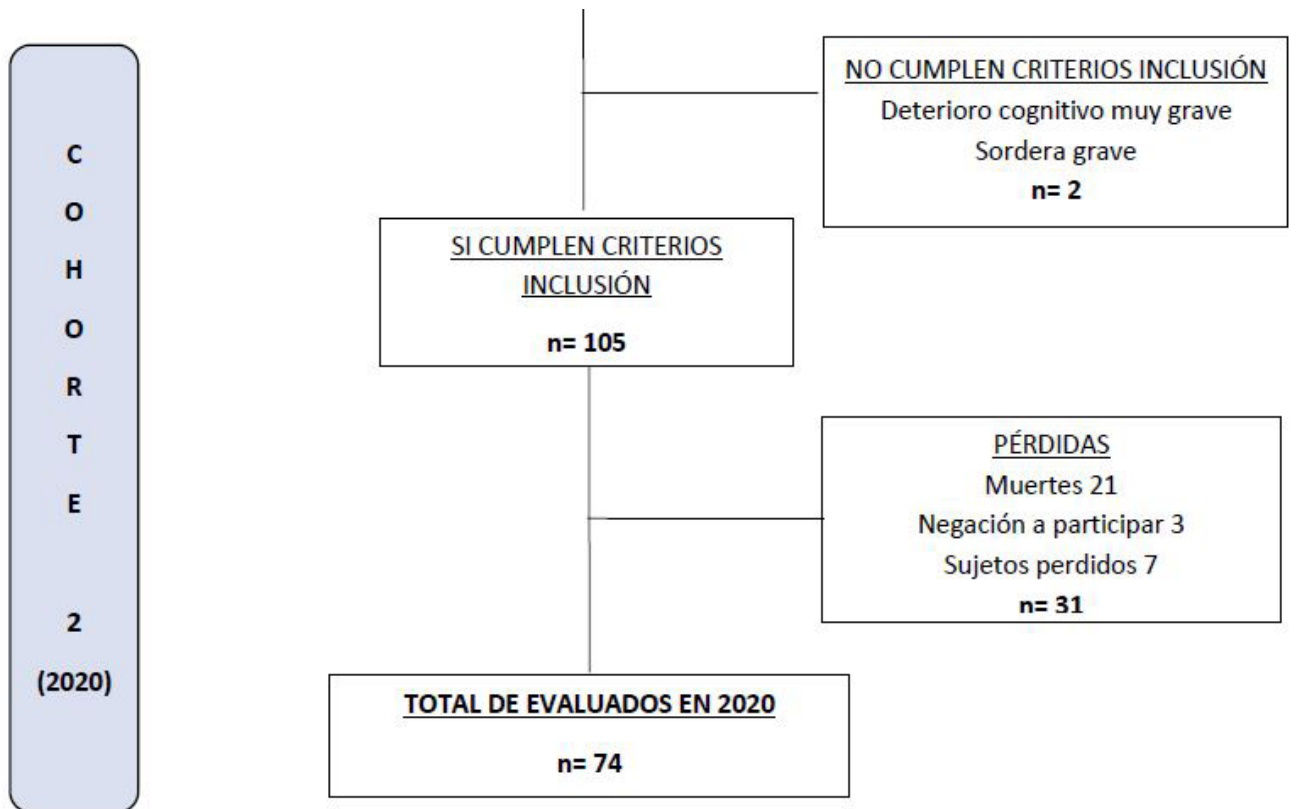 C
O
H
O
R
T
E
2
(2020)
NO CUMPLEN CRITERIOS INCLUSIÓN
Deterioro cognitivo muy grave
Sordera grave
n= 2
SI CUMPLEN CRITERIOS
INCLUSIÓN
n= 105
PÉRDIDAS
Muertes 21
Negación a participar 3
Sujetos perdidos 7
n= 31
TOTAL DE EVALUADOS EN 2020
n= 74